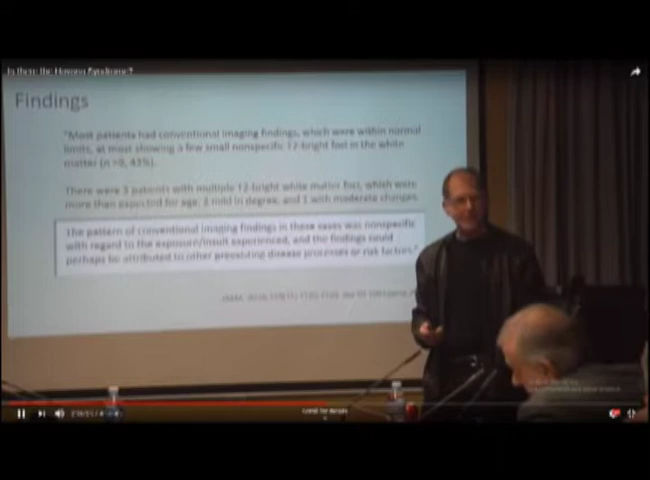 Is there the Havana Syndrome?
Findings
"Most patients had conventional imaging findings, which were within normal
limits, at most showing a few small nonspecific T2-bright foci in the white
matter (n =9, 43%).
There were 3 patients with multiple T2-bright white matter foci, which were
more than expected for age, 2 mild in degree, and 1 with moderate changes.
The pattern of conventional imaging findings in these cases was nonspecific
with regard to the exposure/insult experienced, and the findings could
perhaps be attributed to other preexisting disease processes or risk factors."
Scroll for details